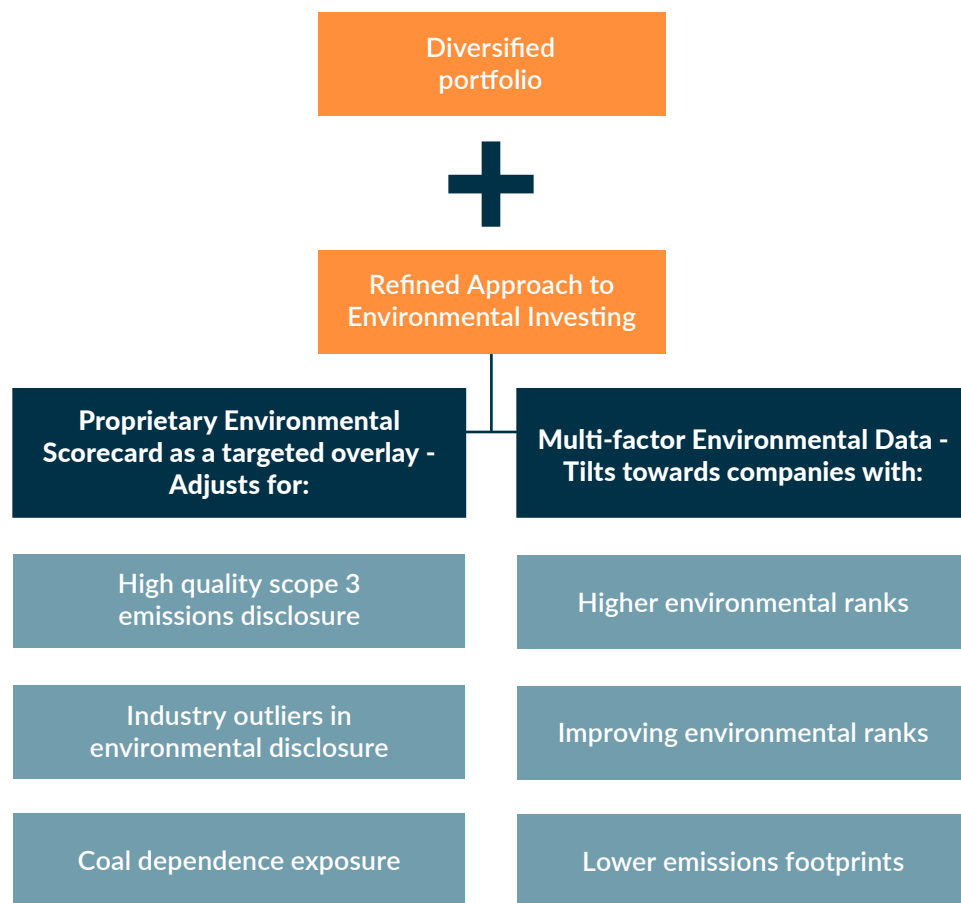 Diversified
portfolio
Refined Approach to
Environmental Investing
Proprietary Environmental
Scorecard as a targeted overlay -
Adjusts for:
High quality scope 3
emissions disclosure
Industry outliers in
environmental disclosure
Coal dependence exposure
Multi-factor Environmental Data -
Tilts towards companies with:
Higher environmental ranks
Improving environmental ranks
Lower emissions footprints